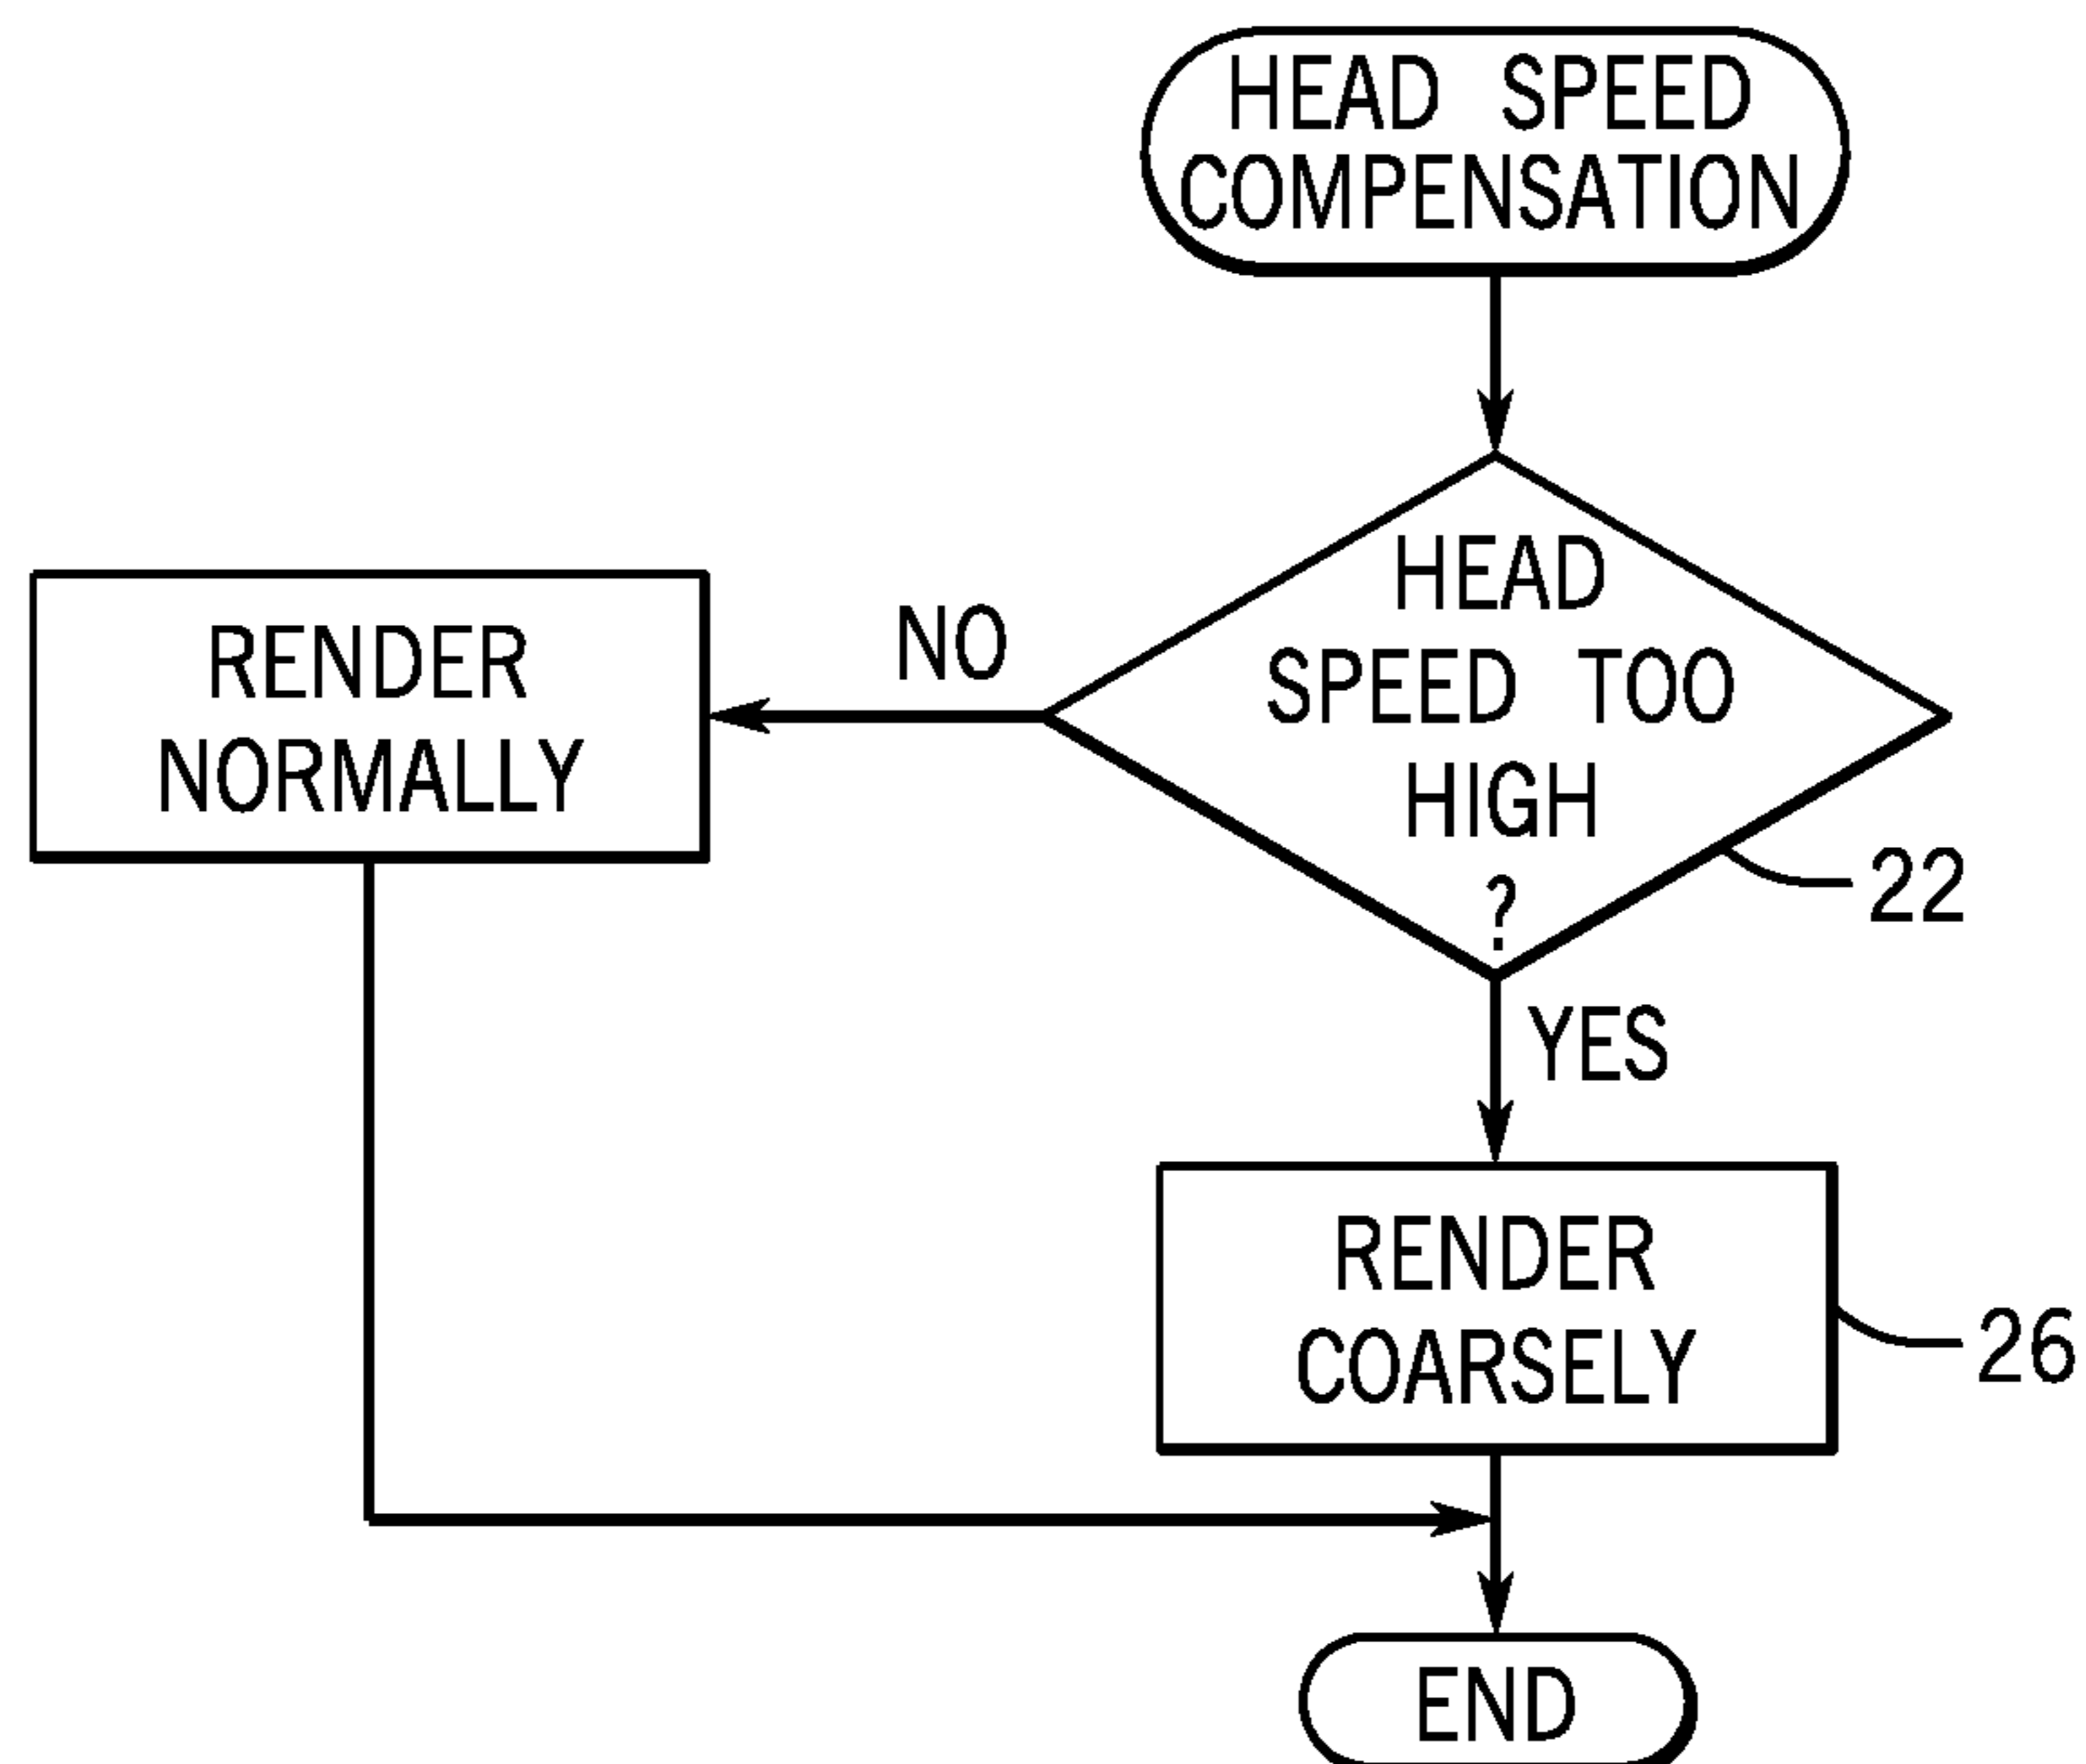 HEAD SPEED
COMPENSATION
HEAD
SPEED TOO
HIGH
?
22
NO
RENDER
NORMALLY
YES
RENDER
COARSELY
26
END